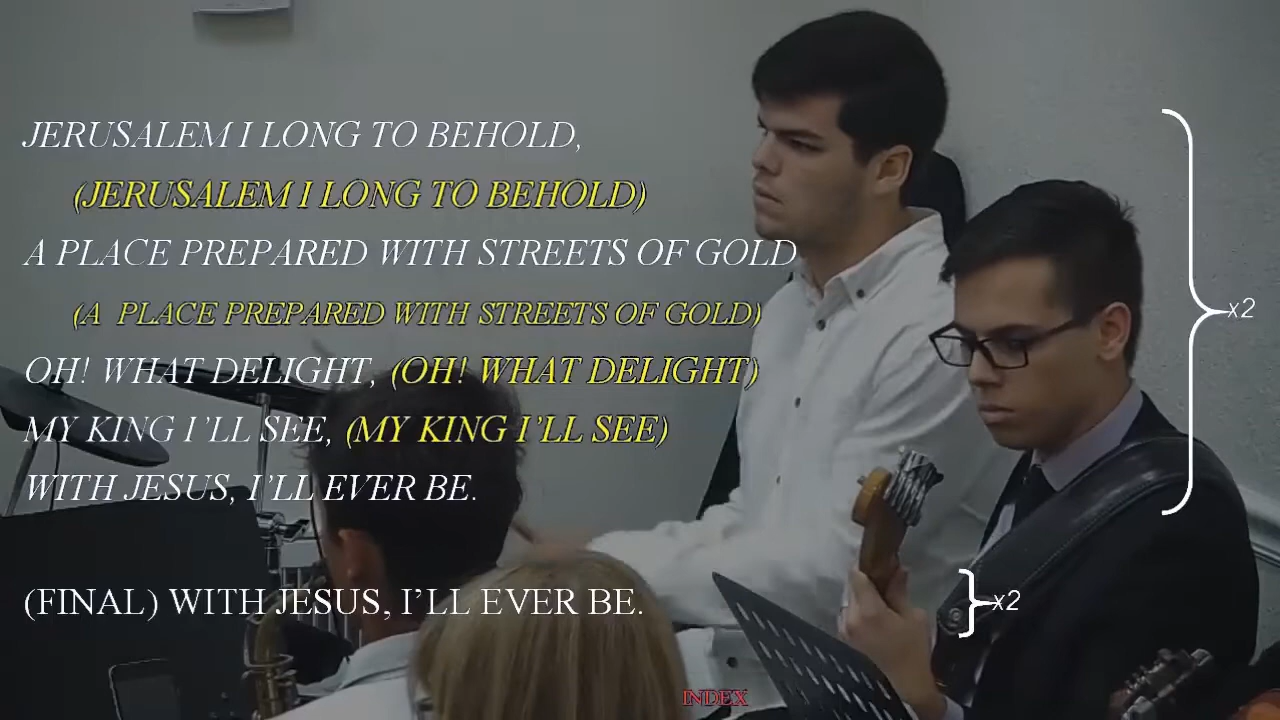 JERUSALEM I LONG TO BEHOLD,
(JERUSALEM I LONG TO BEHOLD)
A PLACE PREPARED WITH STREETS OF GOLD
(A PLACE PREPARED WITH STREETS OF GOLD)
OH! WHAT DELIGHT, (OH! WHAT DELIGHT)
MY KING I'LL SEE, (MY KING I'LL SEE)
WITH JESUS, I'LL EVER BE.
x2
(FINAL) WITH JESUS, I'LL EVER BE.
x2
INDEX